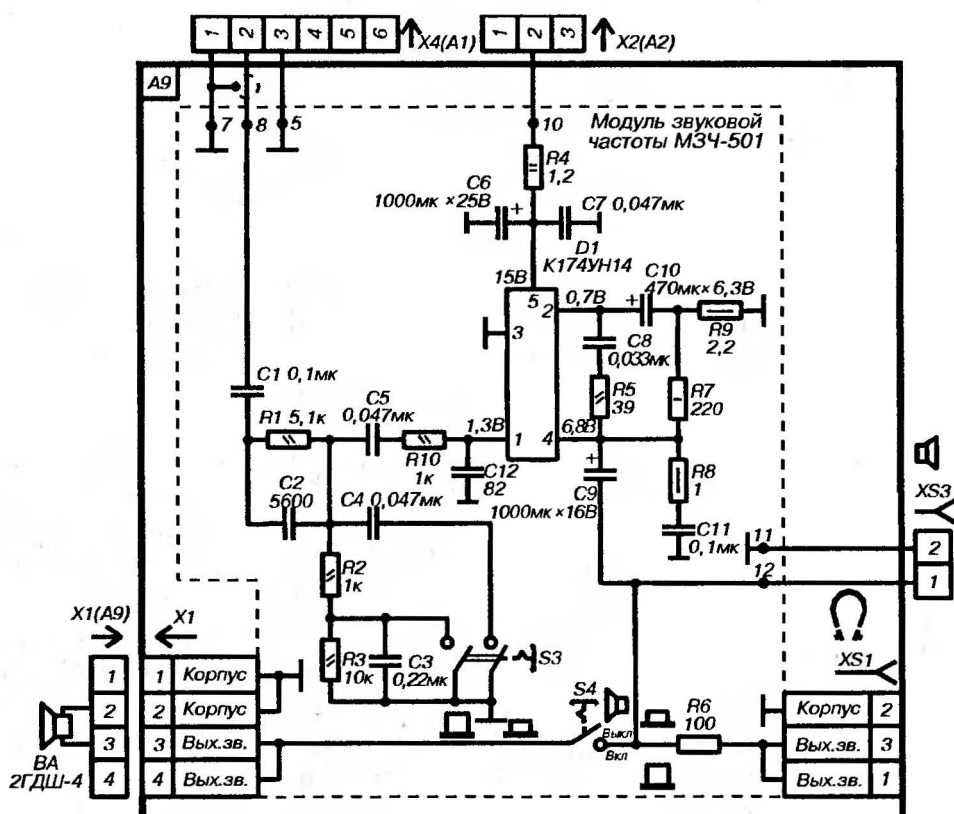 1 2 3 4 5 6 X4(A1)
1 2 3 X2(A2)
A9
7 8 5
10
Модуль звуковой
частоты МЗЧ-501
R4
1,2
C6
1000мк ×25В
+
C7 0,047мк
D1
К174УН14
15В
5
2
0,7В
3
1
4
1,3В
6,8В
C10
470мк×6,3В
+
R9
2,2
C8
0,033мк
R5
39
R7
220
C1 0,1мк
R1 5,1к
C5
0,047мк
R10
1к
C12
82
C2
5600
C4 0,047мк
+
C9
1000мк ×16В
R8
1
C11
0,1мк
11
12
XS3
2
1
R2
1к
R3
10к
C3
0,22мк
S3
X1(A9)
X1
1 1 Корпус
2 2 Корпус
3 3 Вых.зв.
4 4 Вых.зв.
ВА
2ГДШ-4
S4
Выкл
Вкл
R6
100
XS1
Корпус 2
Вых.зв. 3
Вых.зв. 1